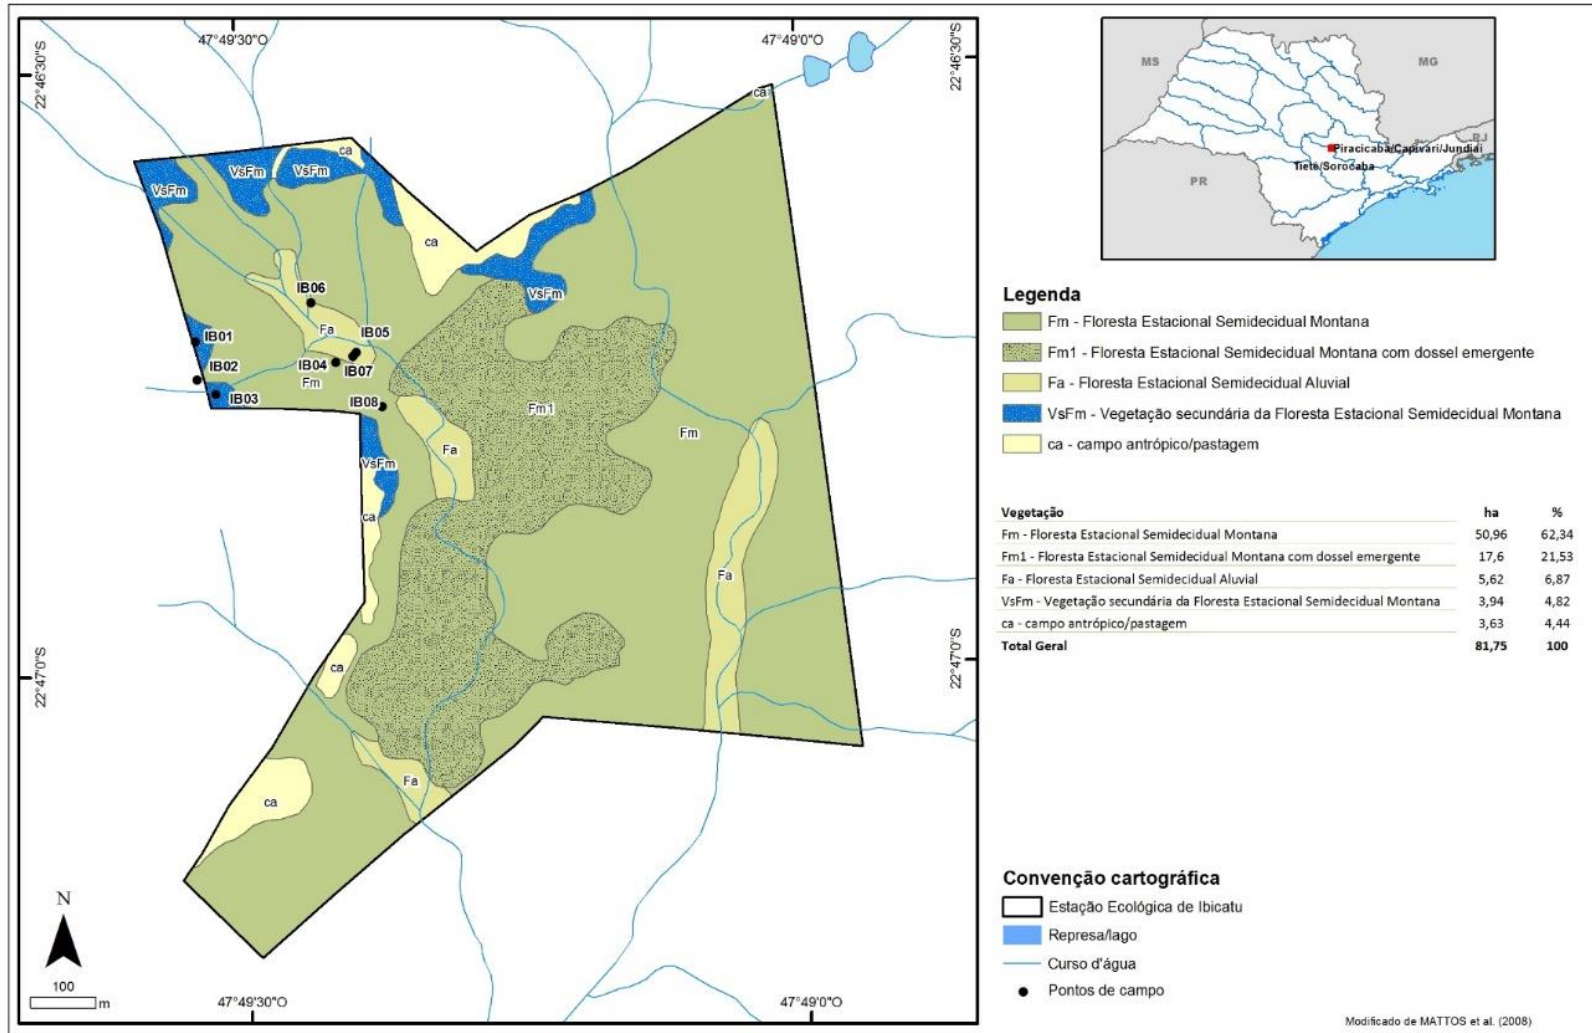 47°49'30"O
47°49'0"O
22°46'30"S
22°46'30"S
ca
ca
VsFm
VsFm
VsFm
ca
VsFm
IB06
Fa
IB05
IB01
IB04
IB07
IB02
Fm
IB03
IB08
Fm1
Fm
Fa
VsFm
ca
Fa
22°47'0"S
22°47'0"S
ca
Fa
ca
N
100
m
47°49'30"O
47°49'0"O
MS
MG
RJ
Piracicaba/Capivari/Jundiaí
Tietê/Sorocaba
PR
Legenda
Fm - Floresta Estacional Semidecidual Montana
Fm1 - Floresta Estacional Semidecidual Montana com dossel emergente
Fa - Floresta Estacional Semidecidual Aluvial
VsFm - Vegetação secundária da Floresta Estacional Semidecidual Montana
ca - campo antrópico/pastagem
Vegetação ha %
Fm - Floresta Estacional Semidecidual Montana 50,96 62,34
Fm1 - Floresta Estacional Semidecidual Montana com dossel emergente 17,6 21,53
Fa - Floresta Estacional Semidecidual Aluvial 5,62 6,87
VsFm - Vegetação secundária da Floresta Estacional Semidecidual Montana 3,94 4,82
ca - campo antrópico/pastagem 3,63 4,44
Total Geral 81,75 100
Convenção cartográfica
Estação Ecológica de Ibicatu
Represa/lago
Curso d'água
Pontos de campo
Modificado de MATTOS et al. (2008)